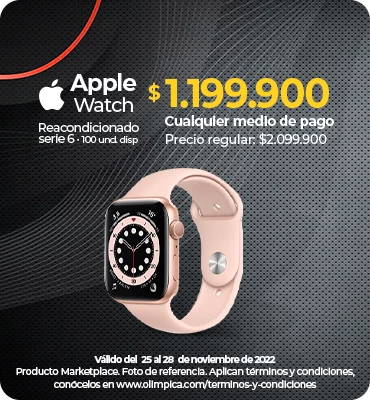 Apple
Watch
$1.199.900
Cualquier medio de pago
Reacondicionado
serie 6 · 100 und. disp
Precio regular: $2.099.900
Válido del 25 al 28 de noviembre de 2022
Producto Marketplace. Foto de referencia. Aplican términos y condiciones,
conócelos en www.olimpica.com/terminos-y-condiciones